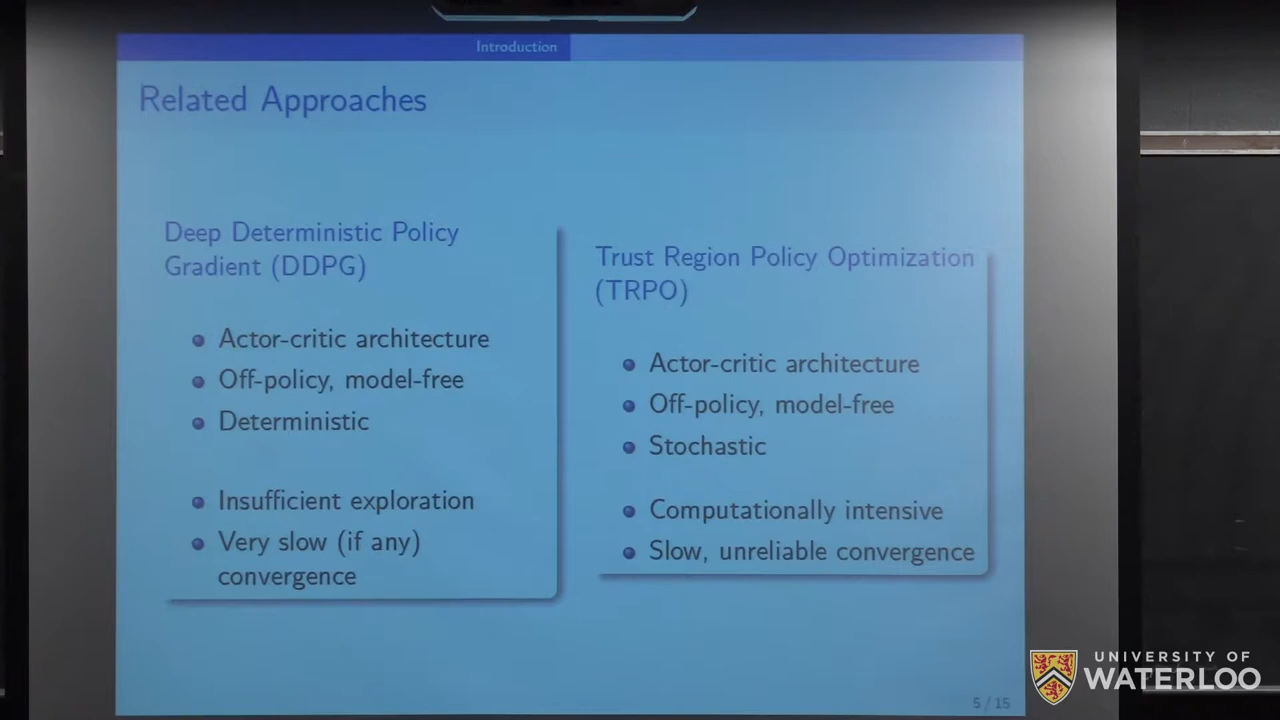 Introduction
Related Approaches
Deep Deterministic Policy
Gradient (DDPG)
Actor-critic architecture
Off-policy, model-free
Deterministic
Insufficient exploration
Very slow (if any)
convergence
Trust Region Policy Optimization
(TRPO)
Actor-critic architecture
Off-policy, model-free
Stochastic
Computationally intensive
Slow, unreliable convergence
5 / 15
UNIVERSITY OF
WATERLOO